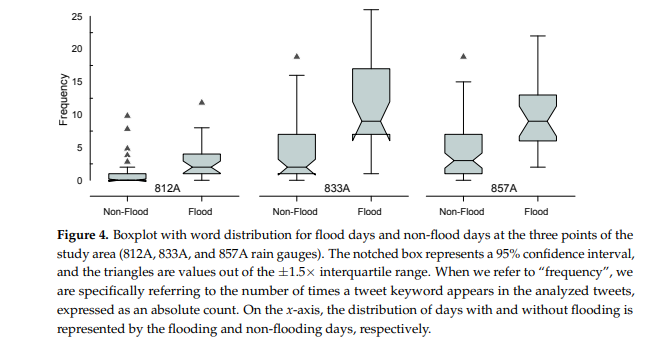 25
20
15
10
5
0
Frequency
812A 833A 857A
Non-Flood Flood Non-Flood Flood Non-Flood Flood
Figure 4. Boxplot with word distribution for flood days and non-flood days at the three points of the
study area (812A, 833A, and 857A rain gauges). The notched box represents a 95% confidence interval,
and the triangles are values out of the ±1.5× interquartile range. When we refer to “frequency”, we
are specifically referring to the number of times a tweet keyword appears in the analyzed tweets,
expressed as an absolute count. On the x-axis, the distribution of days with and without flooding is
represented by the flooding and non-flooding days, respectively.